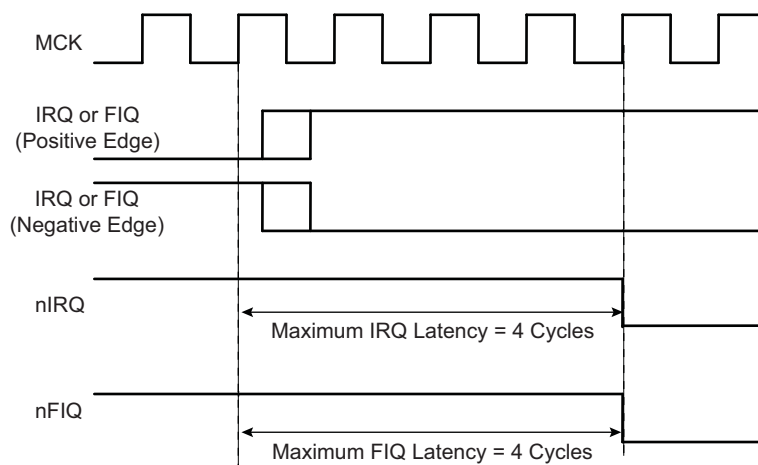 MCK
IRQ or FIQ
(Positive Edge)
IRQ or FIQ
(Negative Edge)
nIRQ
Maximum IRQ Latency = 4 Cycles
nFIQ
Maximum FIQ Latency = 4 Cycles